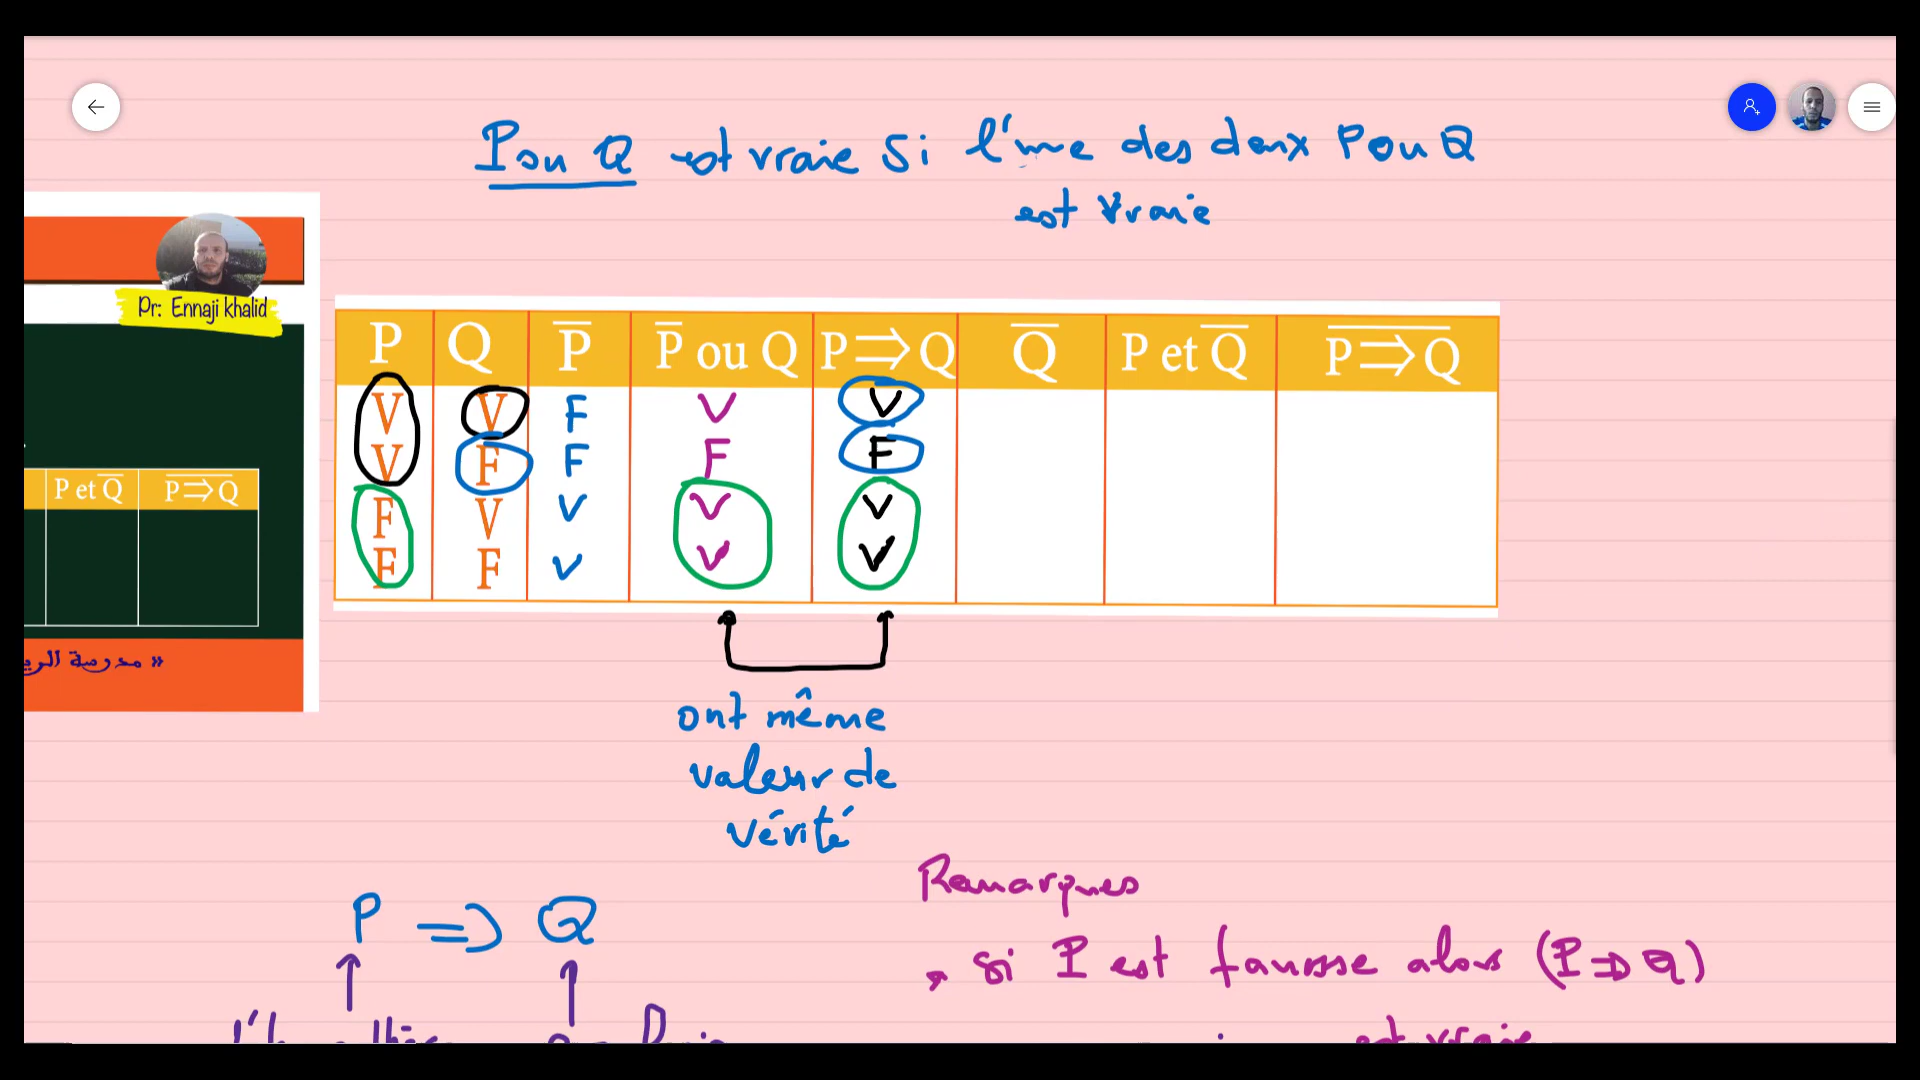 P ou Q est vraie si l'une des deux P ou Q
est vraie
Pr: Ennaji khalid
P Q P̅ P̅ ou Q P⇒Q Q̅ P et Q̅ P̅⇒̅Q̅
V V F V V
V F F F F
F V V V V
F F V V V
P et Q̅ P̅⇒̅Q̅
« مدرسة
ont même
valeur de
vérité
P => Q
Remarques
si P est fausse alors (P => Q)
est vraie